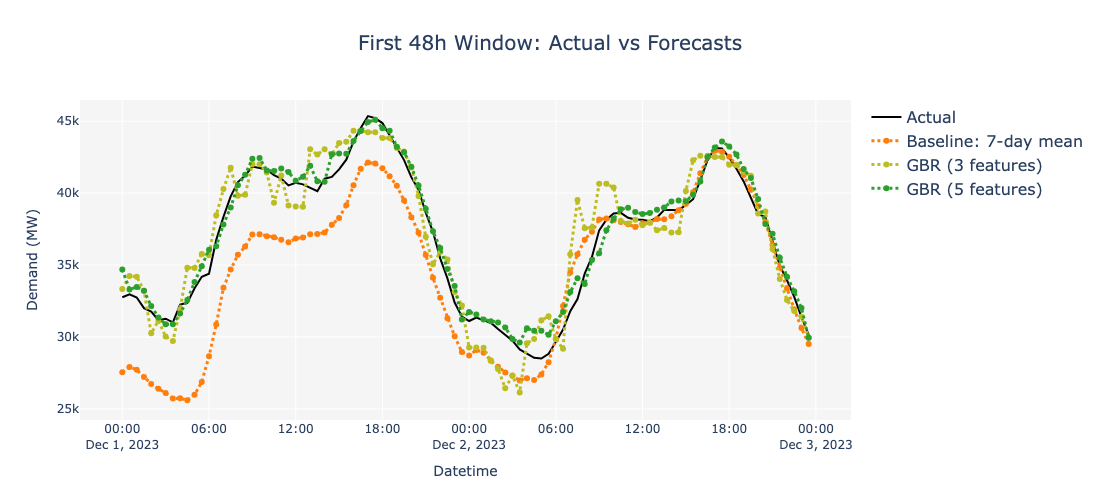 First 48h Window: Actual vs Forecasts
Demand (MW)
45k
40k
35k
30k
25k
00:00
Dec 1, 2023
06:00
12:00
18:00
00:00
Dec 2, 2023
06:00
12:00
18:00
00:00
Dec 3, 2023
Datetime
Actual
Baseline: 7-day mean
GBR (3 features)
GBR (5 features)